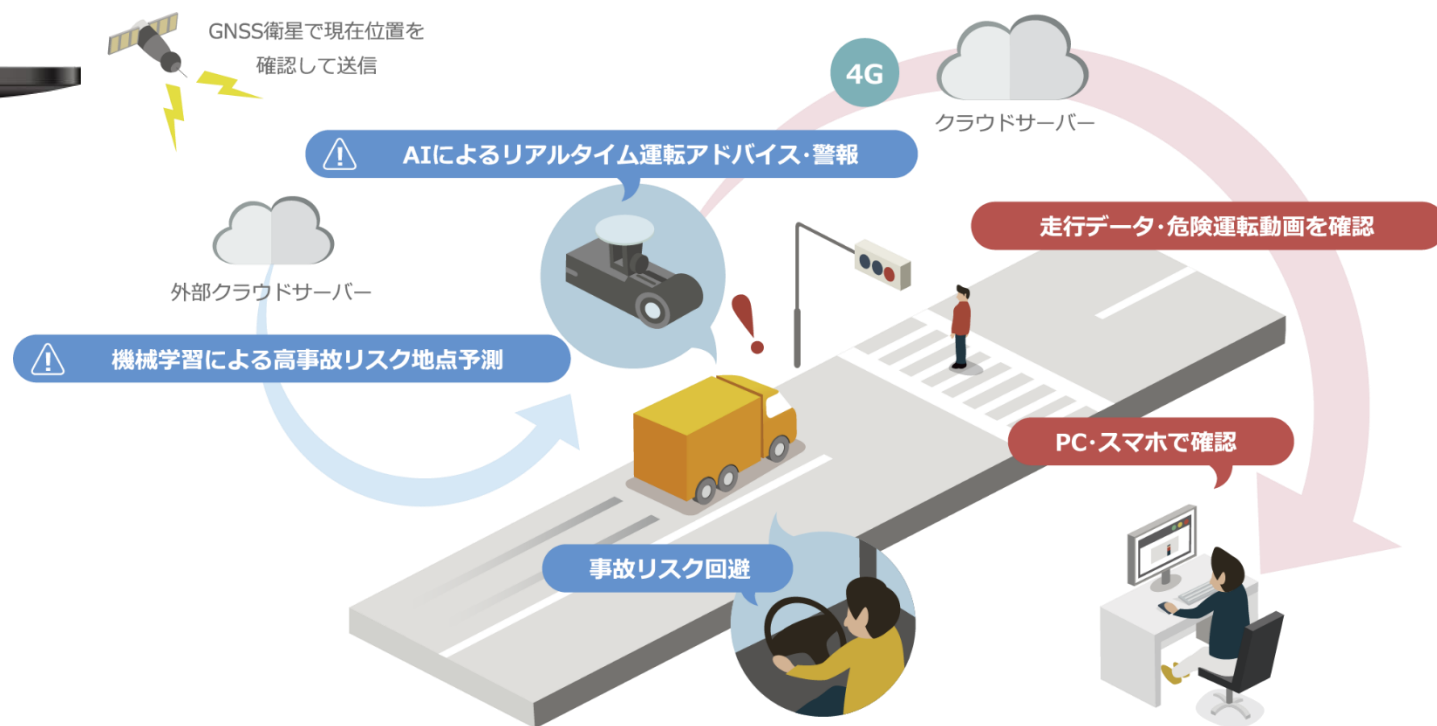 GNSS衛星で現在位置を
確認して送信
4G
クラウドサーバー
AIによるリアルタイム運転アドバイス・警報
走行データ・危険運転動画を確認
外部クラウドサーバー
機械学習による高事故リスク地点予測
PC・スマホで確認
事故リスク回避